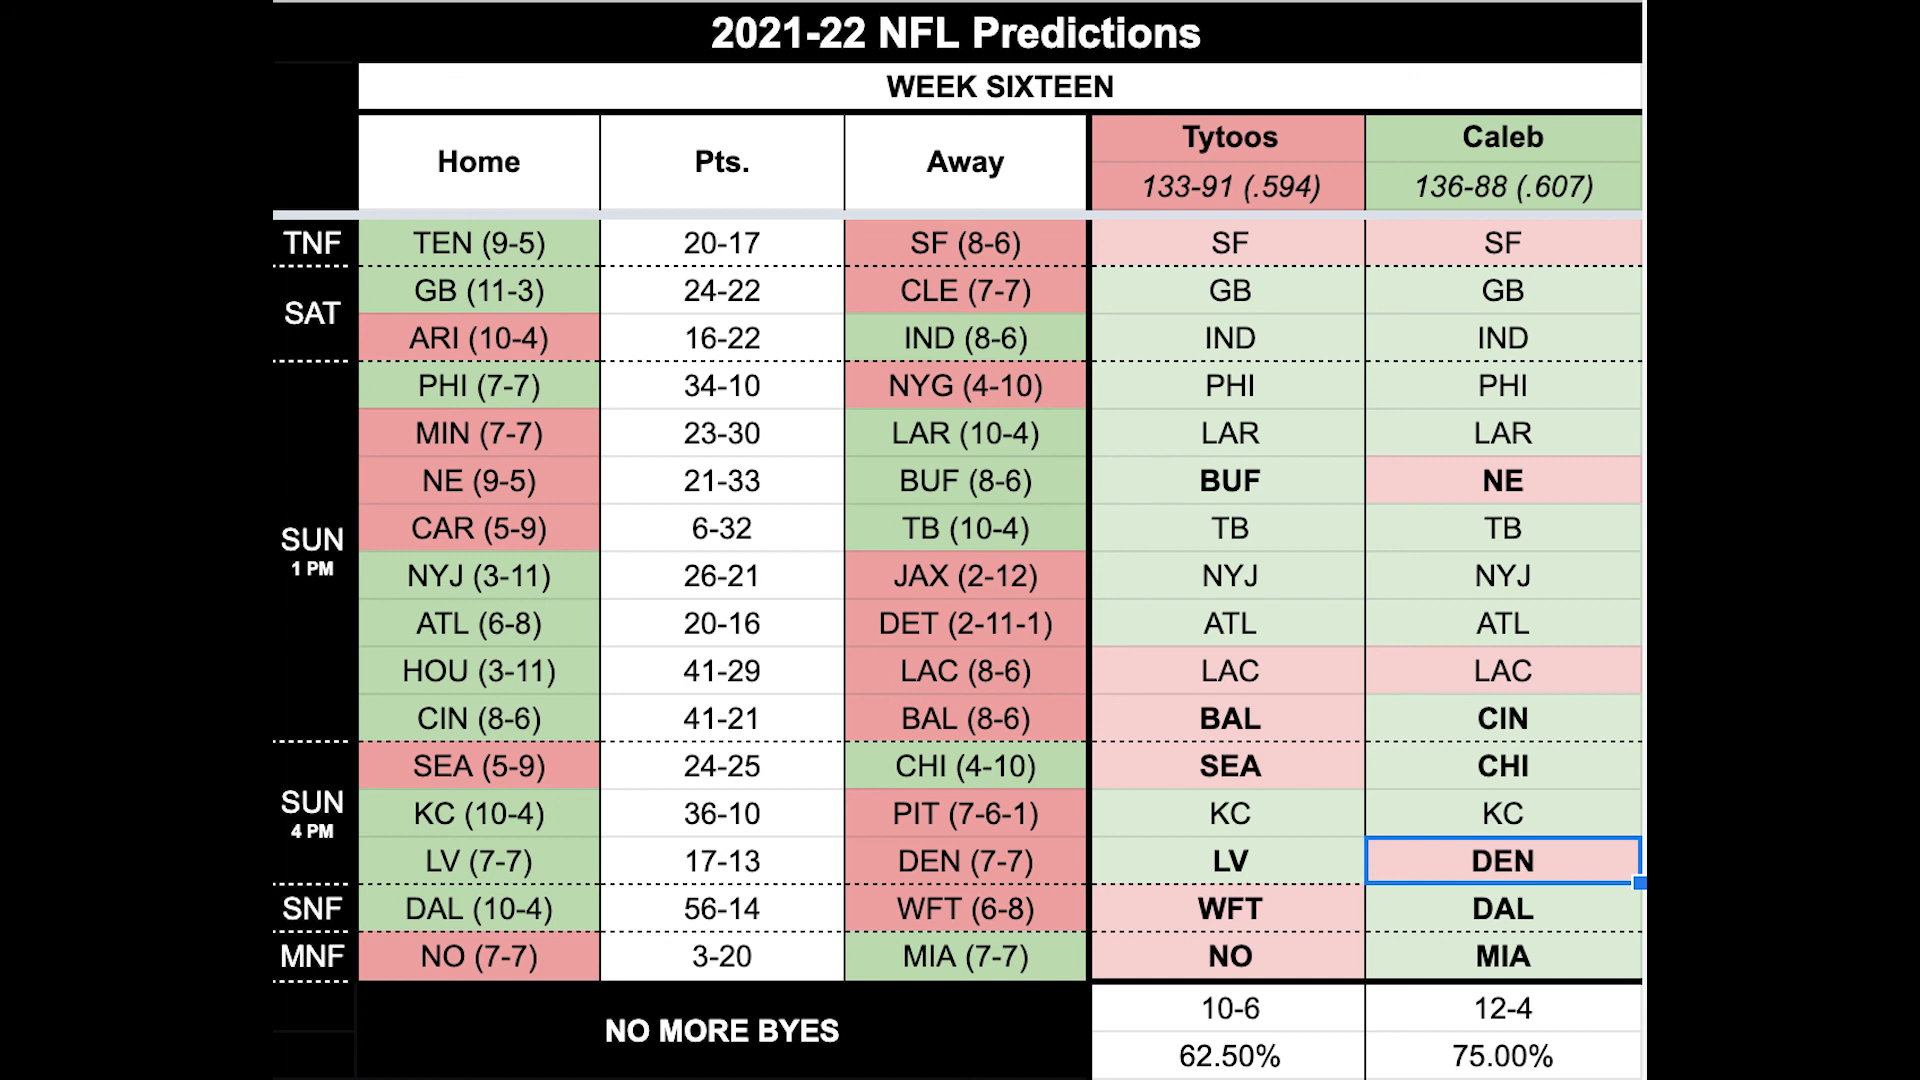 2021-22 NFL Predictions
WEEK SIXTEEN
Home Pts. Away Tytoos Caleb
133-91 (.594) 136-88 (.607)
TNF TEN (9-5) 20-17 SF (8-6) SF SF
SAT GB (11-3) 24-22 CLE (7-7) GB GB
ARI (10-4) 16-22 IND (8-6) IND IND
PHI (7-7) 34-10 NYG (4-10) PHI PHI
MIN (7-7) 23-30 LAR (10-4) LAR LAR
NE (9-5) 21-33 BUF (8-6) BUF NE
CAR (5-9) 6-32 TB (10-4) TB TB
SUN
1 PM
NYJ (3-11) 26-21 JAX (2-12) NYJ NYJ
ATL (6-8) 20-16 DET (2-11-1) ATL ATL
HOU (3-11) 41-29 LAC (8-6) LAC LAC
CIN (8-6) 41-21 BAL (8-6) BAL CIN
SEA (5-9) 24-25 CHI (4-10) SEA CHI
SUN
4 PM
KC (10-4) 36-10 PIT (7-6-1) KC KC
LV (7-7) 17-13 DEN (7-7) LV DEN
SNF DAL (10-4) 56-14 WFT (6-8) WFT DAL
MNF NO (7-7) 3-20 MIA (7-7) NO MIA
NO MORE BYES
10-6 12-4
62.50% 75.00%